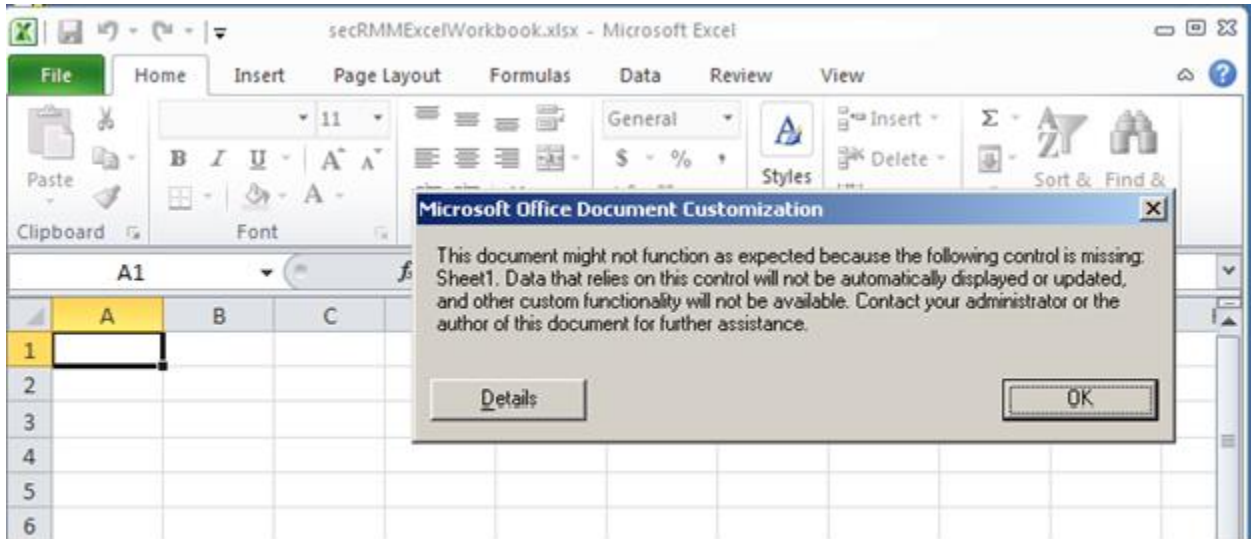 secRMMExcelWorkbook.xlsx - Microsoft Excel
File Home Insert Page Layout Formulas Data Review View
11 General Insert Σ
B I U A A $ % , Styles Delete
Paste A Sort & Find &
Clipboard Font
Microsoft Office Document Customization
This document might not function as expected because the following control is missing:
Sheet1. Data that relies on this control will not be automatically displayed or updated,
and other custom functionality will not be available. Contact your administrator or the
author of this document for further assistance.
Details OK
A1
A B C
1
2
3
4
5
6